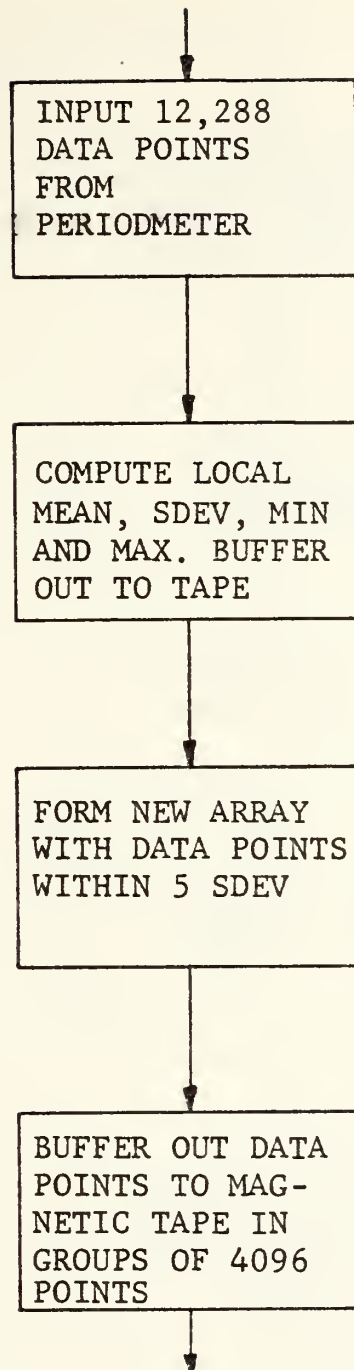 INPUT 12,288
DATA POINTS
FROM
PERIODMETER
COMPUTE LOCAL
MEAN, SDEV, MIN
AND MAX. BUFFER
OUT TO TAPE
FORM NEW ARRAY
WITH DATA POINTS
WITHIN 5 SDEV
BUFFER OUT DATA
POINTS TO MAG-
NETIC TAPE IN
GROUPS OF 4096
POINTS